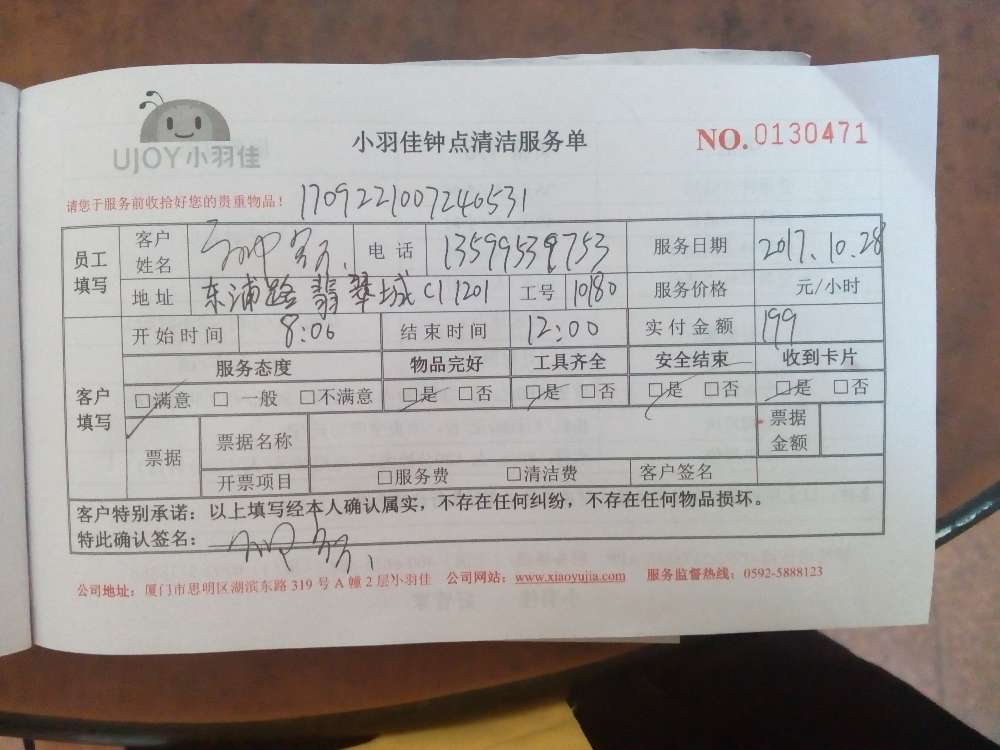 UJOY小羽佳
小羽佳钟点清洁服务单
NO.0130471
请您于服务前收拾好您的贵重物品！ 1709221007246531
员工填写 客户姓名 电话 13599539753 服务日期 2017.10.28
地址 东浦路翡翠城C1 1201 工号 10180 服务价格 元/小时
开始时间 8:06 结束时间 12:00 实付金额 199
客户填写 服务态度 物品完好 工具齐全 安全结束 收到卡片
□满意 □一般 □不满意 □是 □否 □是 □否 □是 □否 □是 □否
票据 票据名称 票据金额
开票项目 □服务费 □清洁费 客户签名
客户特别承诺：以上填写经本人确认属实，不存在任何纠纷，不存在任何物品损坏。
特此确认签名：
公司地址：厦门市思明区湖滨东路319号A幢2层小羽佳 公司网站：www.xiaoyujia.com 服务监督热线：0592-5888123